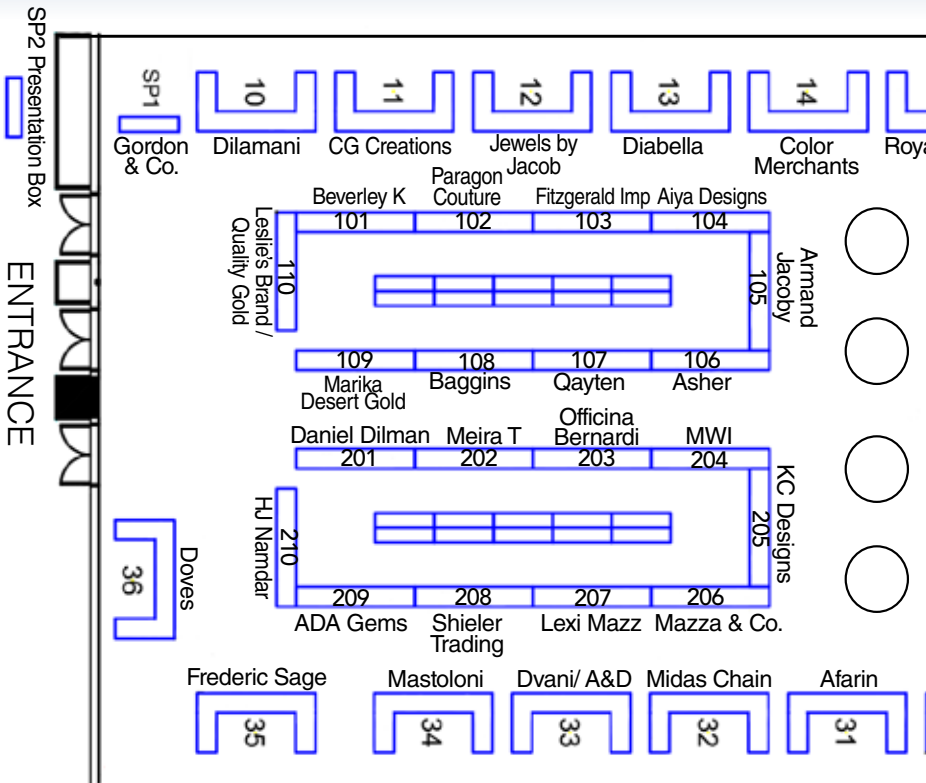 SP2 Presentation Box
ENTRANCE
SP1
Gordon
& Co.
10
Dilamani
11
CG Creations
12
Jewels by
Jacob
13
Diabella
14
Color
Merchants
Roya
Beverley K
101
Paragon
Couture
102
Fitzgerald Imp
103
Aiya Designs
104
Leslie's Brand /
Quality Gold
110
105
Armand
Jacoby
109
Marika
Desert Gold
108
Baggins
107
Qayten
106
Asher
Daniel Dilman
201
Meira T
202
Officina
Bernardi
203
MWI
204
HJ Namdar
210
205
KC Designs
209
ADA Gems
208
Shieler
Trading
207
Lexi Mazz
206
Mazza & Co.
36
Doves
Frederic Sage
35
Mastoloni
34
Dvani/ A&D
33
Midas Chain
32
Afarin
31